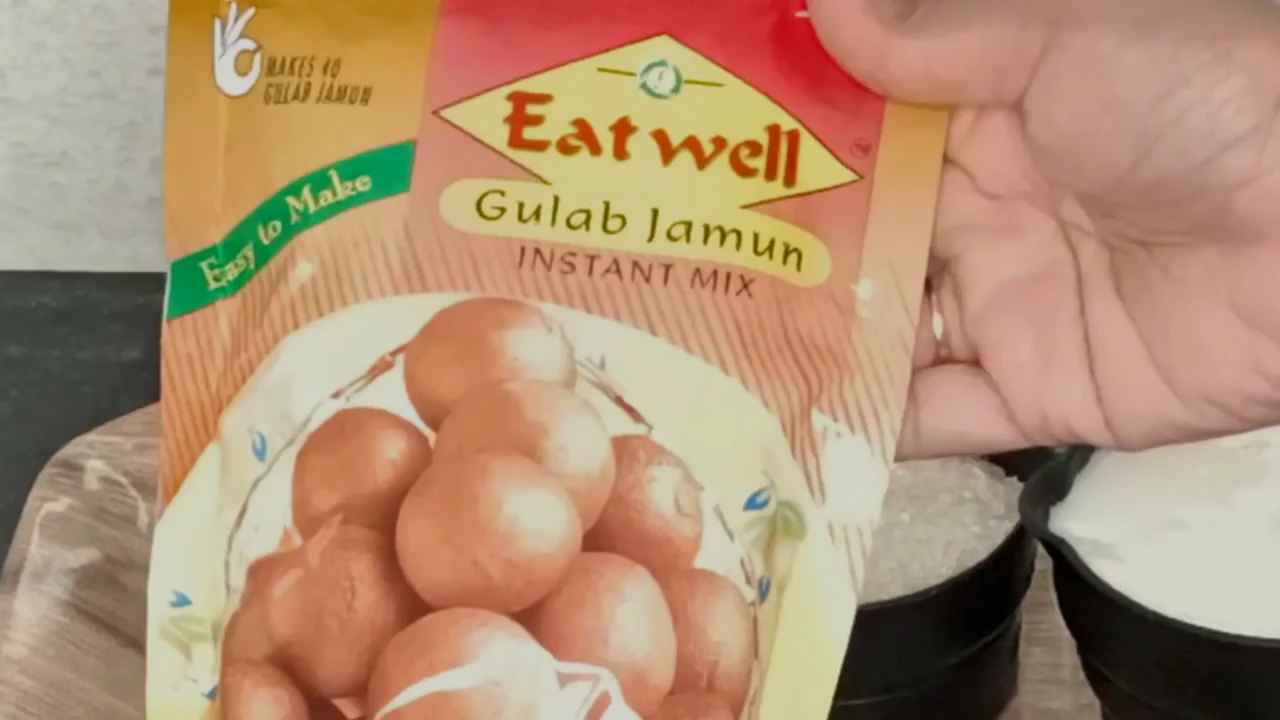 MAKES 40
GULAB JAMUN
Easy to Make
Eat well
Gulab Jamun
INSTANT MIX